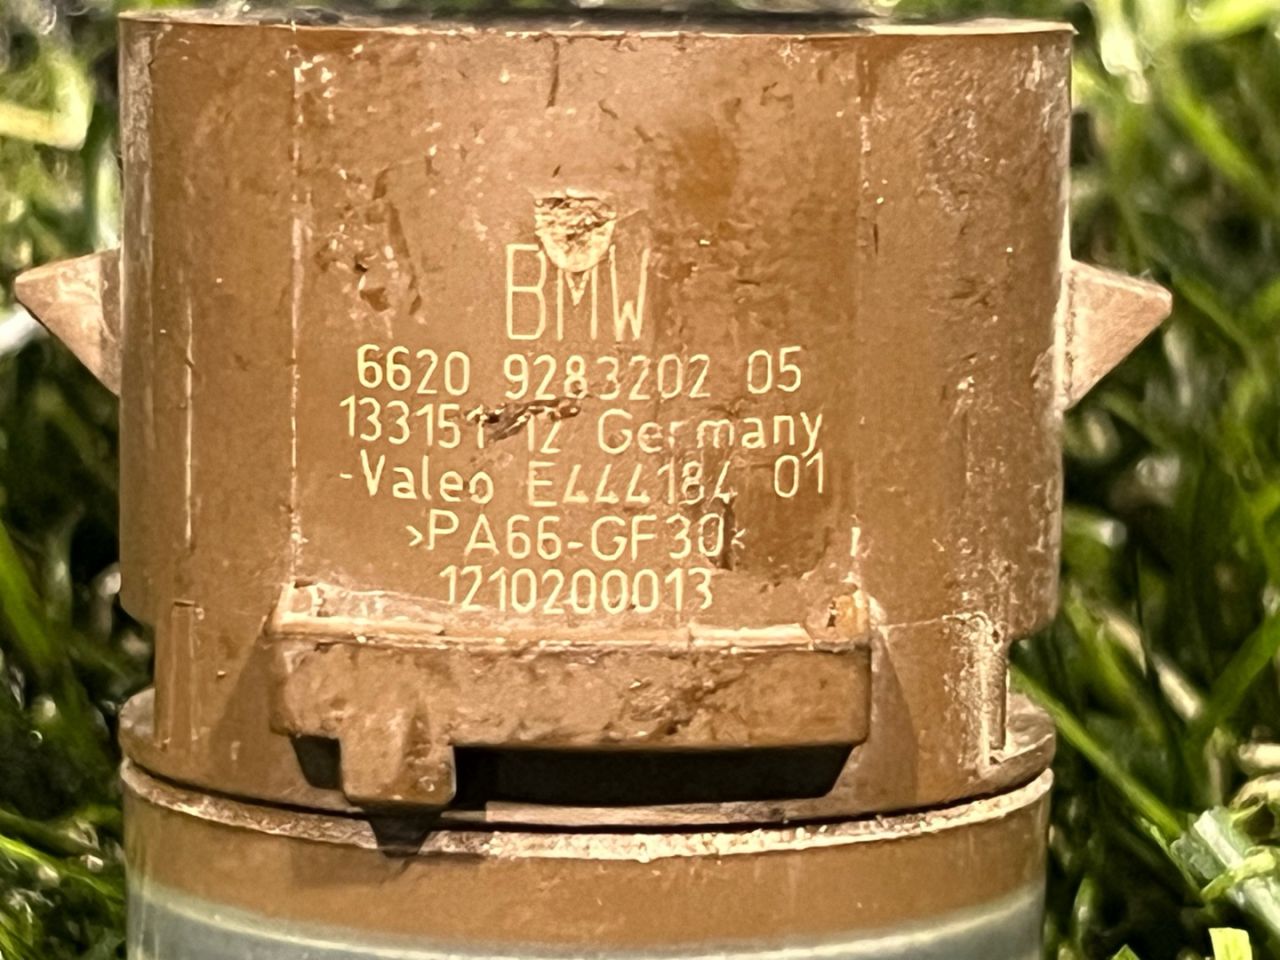 BMW
6620 9283202 05
133151 12 Germany
-Valeo E444184 01
>PA66-GF30<
1210200013